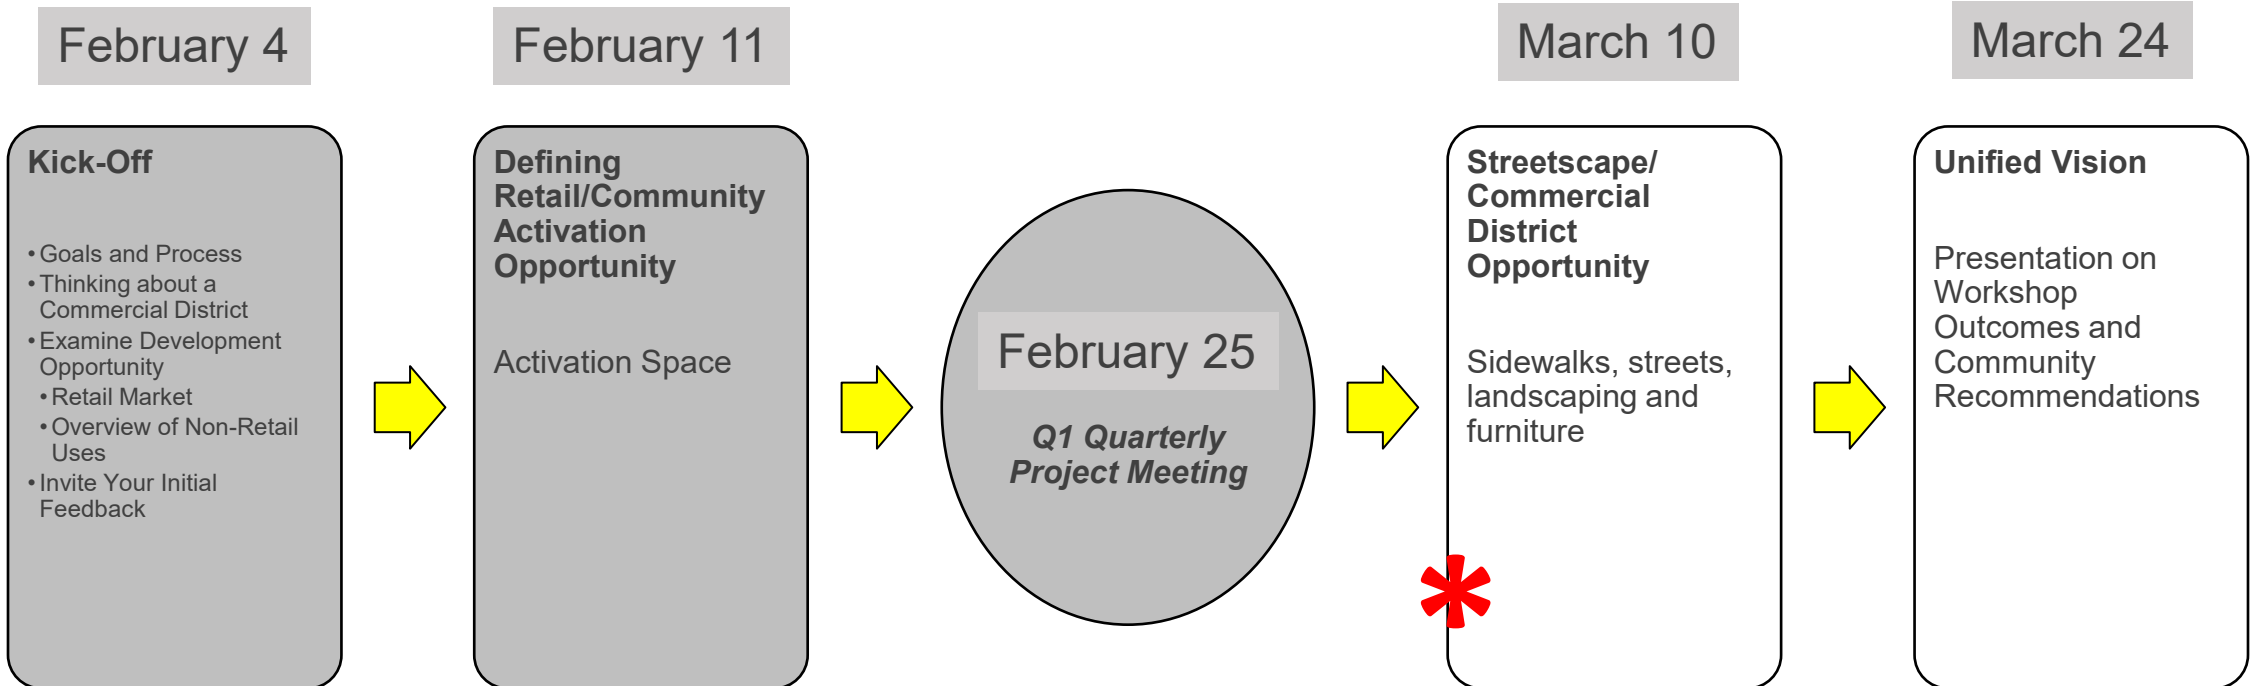 February 4
Kick-Off
• Goals and Process
• Thinking about a
Commercial District
• Examine Development
Opportunity
• Retail Market
• Overview of Non-Retail
Uses
• Invite Your Initial
Feedback
February 11
Defining
Retail/Community
Activation
Opportunity
Activation Space
February 25
Q1 Quarterly
Project Meeting
March 10
Streetscape/
Commercial
District
Opportunity
Sidewalks, streets,
landscaping and
furniture
*
March 24
Unified Vision
Presentation on
Workshop
Outcomes and
Community
Recommendations